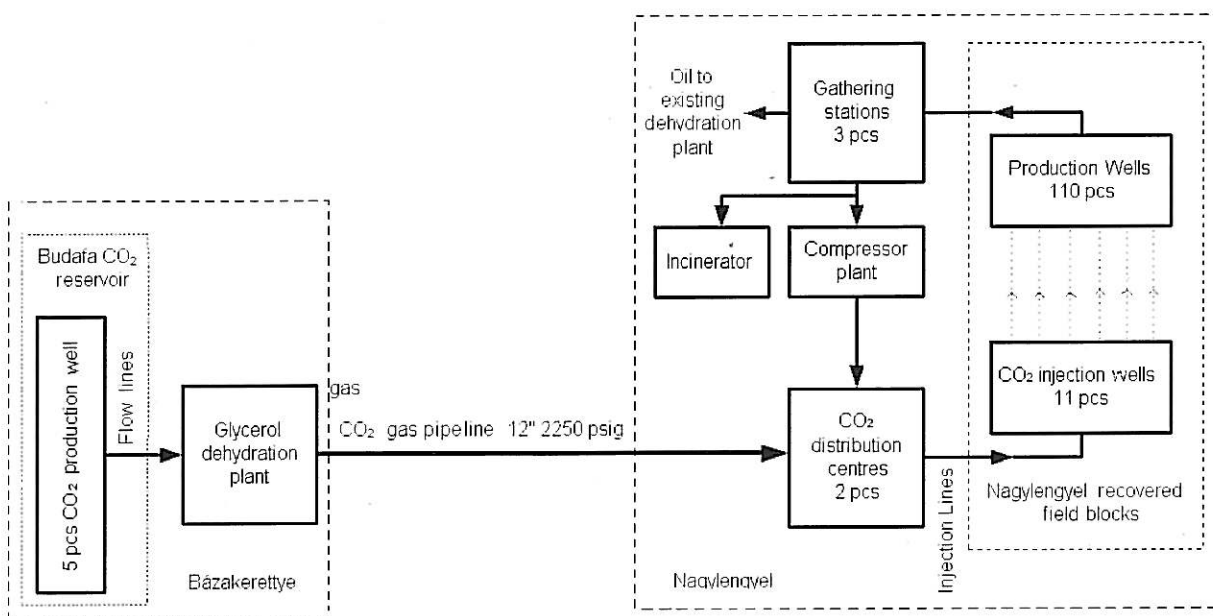 Budafa CO₂
reservoir
5 pcs CO₂ production well
Flow lines
Glycerol
dehydration
plant
Bázakerettye
gas
CO₂ gas pipeline 12" 2250 psig
Oil to
existing
dehydration
plant
Gathering
stations
3 pcs
Incinerator
Compressor
plant
CO₂
distribution
centres
2 pcs
Nagylengyel
Injection Lines
Production Wells
110 pcs
CO₂ injection wells
11 pcs
Nagylengyel recovered
field blocks